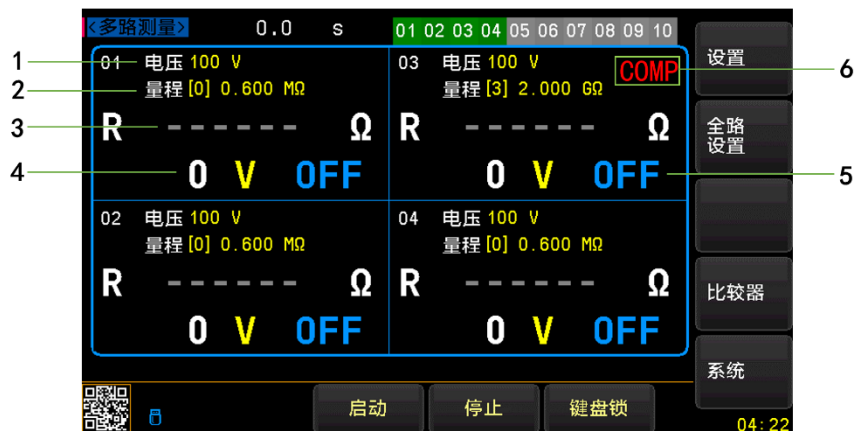 <多路测量> 0.0 s 01 02 03 04 05 06 07 08 09 10
01 电压 100 V
量程 [0] 0.600 MΩ
R ------ Ω
0 V OFF
03 电压 100 V
COMP
量程 [3] 2.000 GΩ
R ------ Ω
0 V OFF
02 电压 100 V
量程 [0] 0.600 MΩ
R ------ Ω
0 V OFF
04 电压 100 V
量程 [0] 0.600 MΩ
R ------ Ω
0 V OFF
设置
全路
设置
比较器
系统
启动 停止 键盘锁
04:22
1
2
3
4
5
6